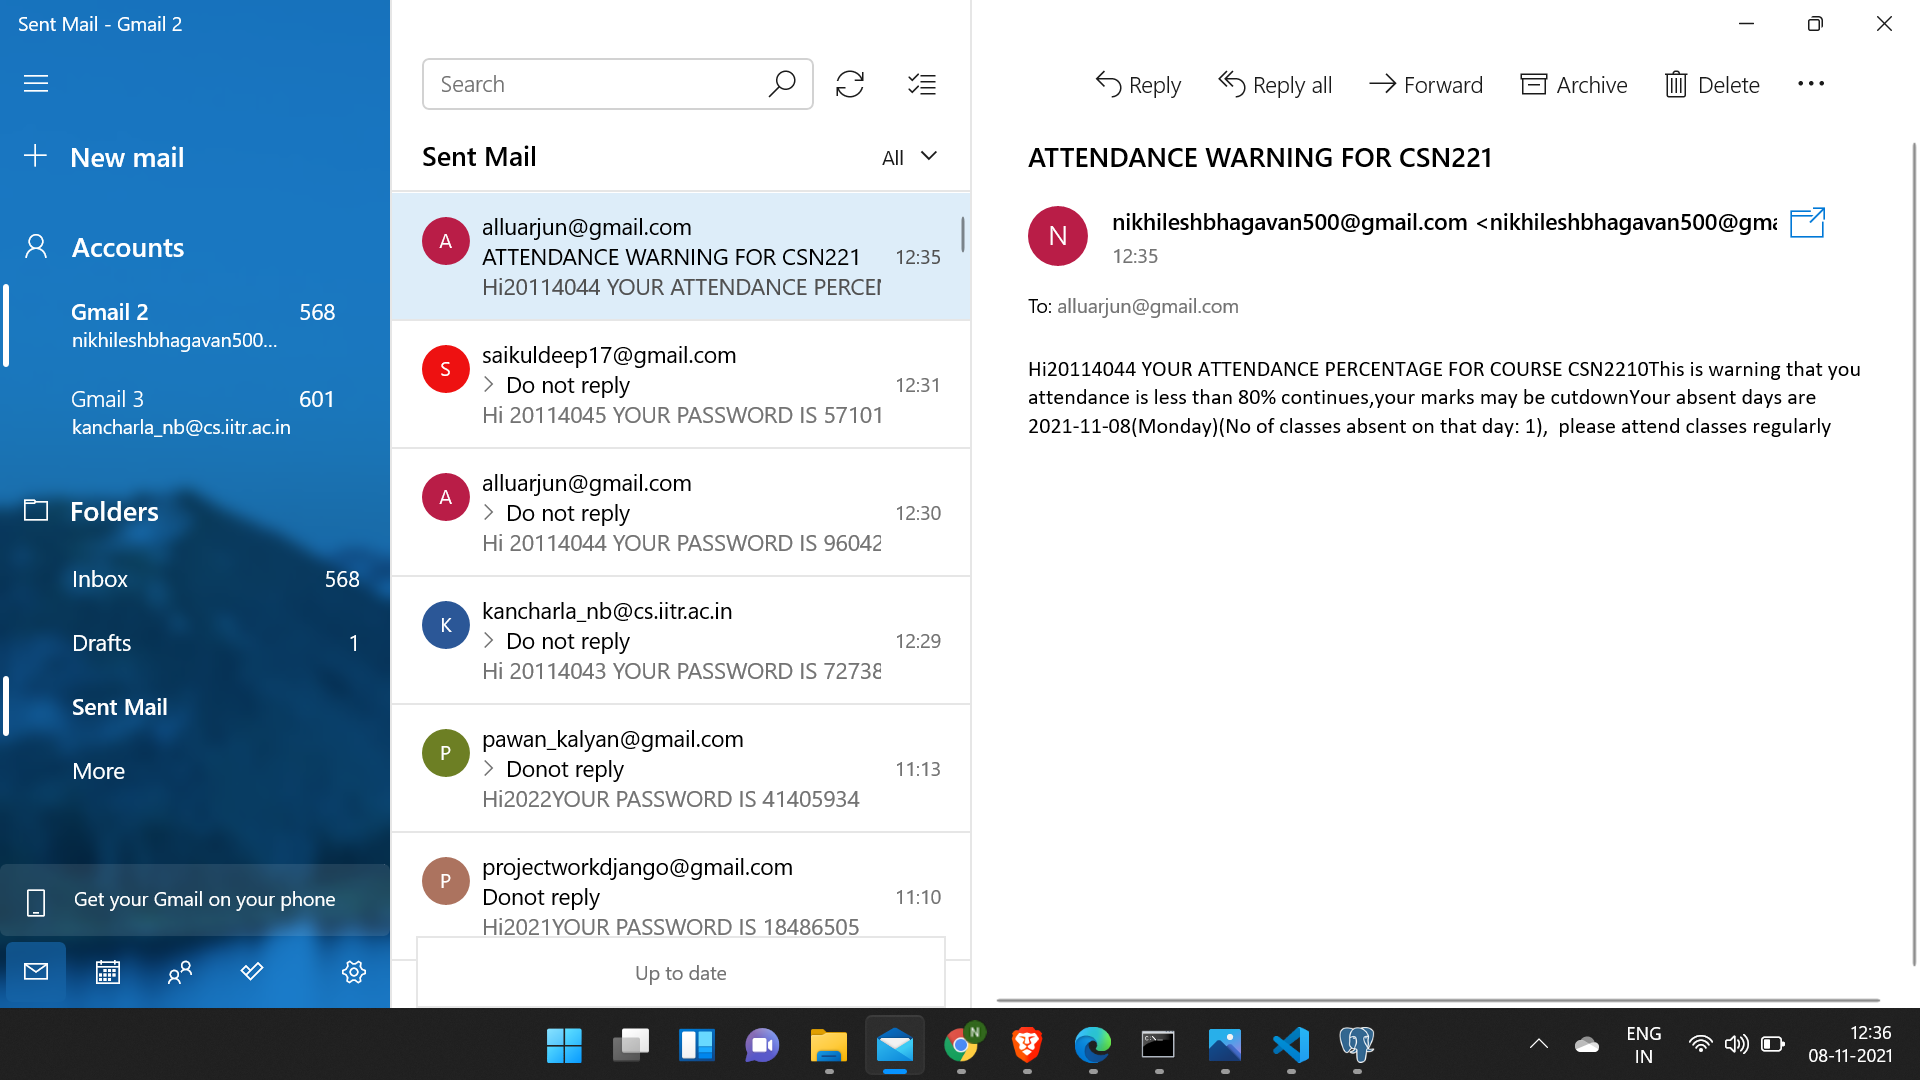 Sent Mail - Gmail 2
New mail
Accounts
Gmail 2 568
nikhileshbhagavan500...
Gmail 3 601
kancharla_nb@cs.iitr.ac.in
Folders
Inbox 568
Drafts 1
Sent Mail
More
Get your Gmail on your phone
Search
Sent Mail All
A
alluarjun@gmail.com
ATTENDANCE WARNING FOR CSN221 12:35
Hi20114044 YOUR ATTENDANCE PERCEN
S
saikuldeep17@gmail.com
Do not reply 12:31
Hi 20114045 YOUR PASSWORD IS 57101
A
alluarjun@gmail.com
Do not reply 12:30
Hi 20114044 YOUR PASSWORD IS 96042
K
kancharla_nb@cs.iitr.ac.in
Do not reply 12:29
Hi 20114043 YOUR PASSWORD IS 72738
P
pawan_kalyan@gmail.com
Donot reply 11:13
Hi2022YOUR PASSWORD IS 41405934
P
projectworkdjango@gmail.com
Donot reply 11:10
Hi2021YOUR PASSWORD IS 18486505
Up to date
Reply Reply all Forward Archive Delete
ATTENDANCE WARNING FOR CSN221
N
nikhileshbhagavan500@gmail.com <nikhileshbhagavan500@gma
12:35
To: alluarjun@gmail.com
Hi20114044 YOUR ATTENDANCE PERCENTAGE FOR COURSE CSN2210This is warning that you
attendance is less than 80% continues,your marks may be cutdownYour absent days are
2021-11-08(Monday)(No of classes absent on that day: 1),  please attend classes regularly
N
ENG
IN
12:36
08-11-2021